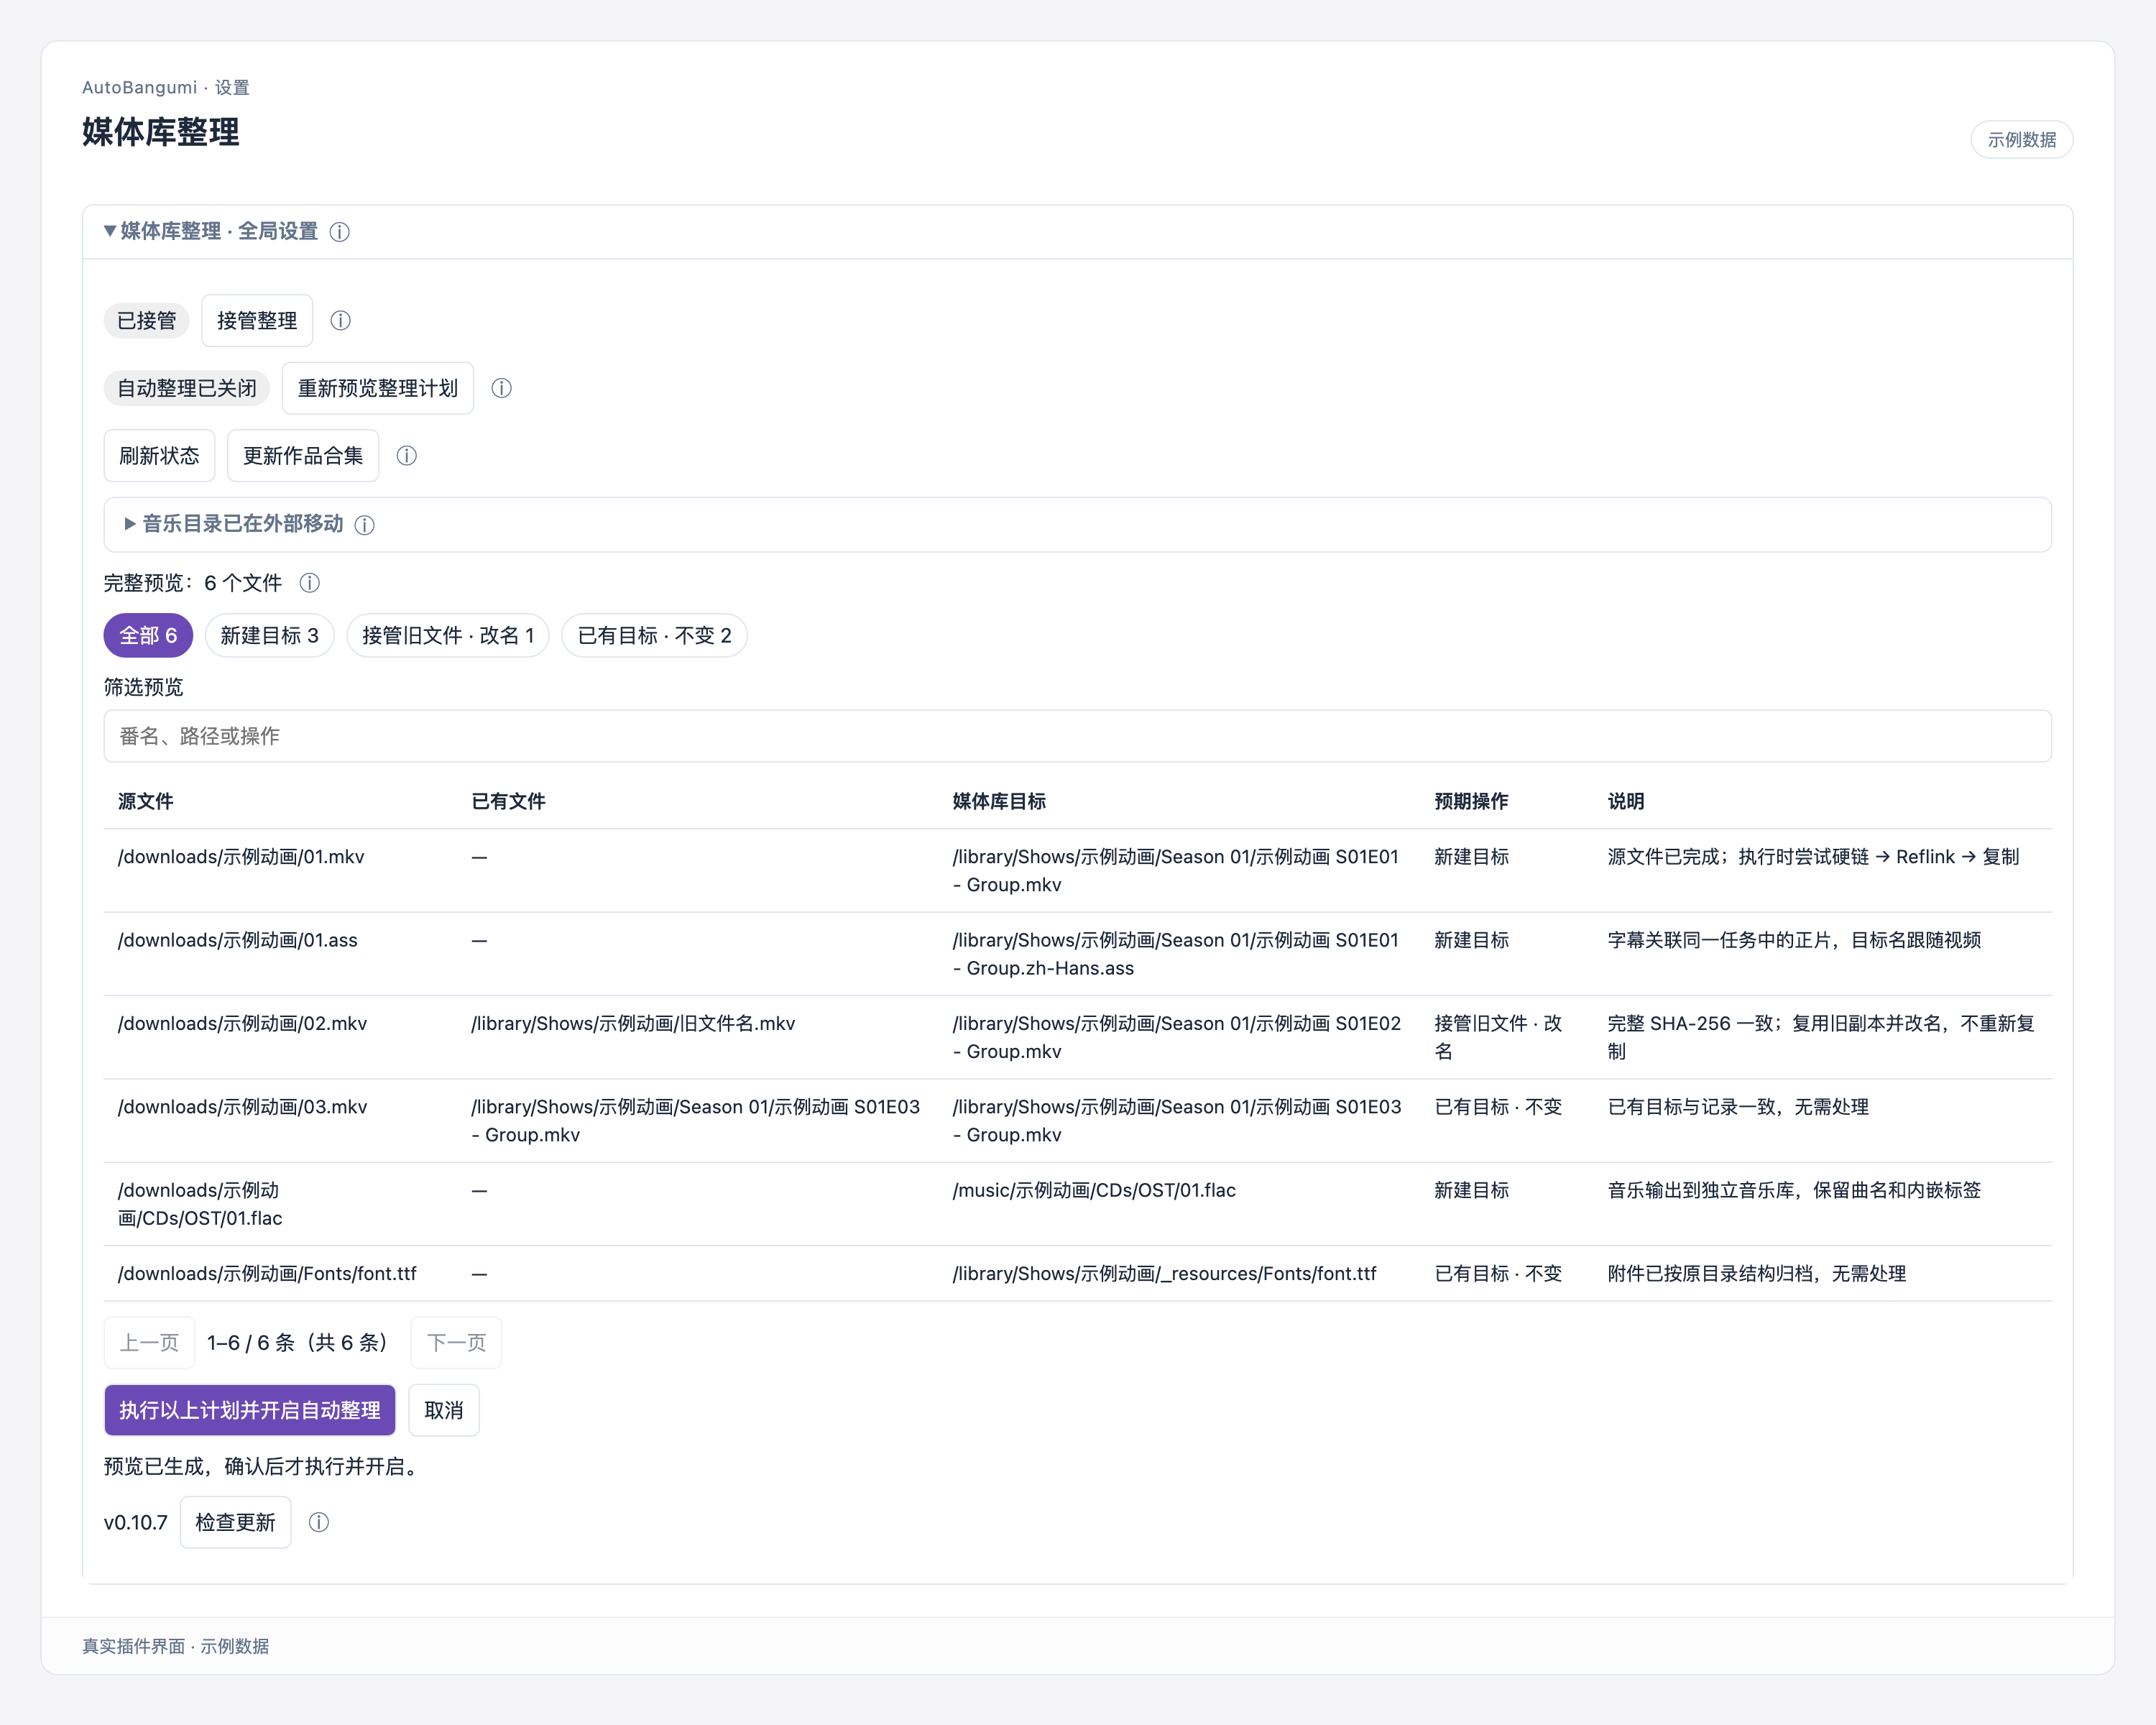 AutoBangumi · 设置
媒体库整理
示例数据
▼媒体库整理 · 全局设置 ⓘ
已接管 接管整理 ⓘ
自动整理已关闭 重新预览整理计划 ⓘ
刷新状态 更新作品合集 ⓘ
▶ 音乐目录已在外部移动 ⓘ
完整预览：6 个文件 ⓘ
全部 6 新建目标 3 接管旧文件 · 改名 1 已有目标 · 不变 2
筛选预览
番名、路径或操作
源文件 已有文件 媒体库目标 预期操作 说明
/downloads/示例动画/01.mkv — /library/Shows/示例动画/Season 01/示例动画 S01E01 新建目标 源文件已完成；执行时尝试硬链 → Reflink → 复制
- Group.mkv
/downloads/示例动画/01.ass — /library/Shows/示例动画/Season 01/示例动画 S01E01 新建目标 字幕关联同一任务中的正片，目标名跟随视频
- Group.zh-Hans.ass
/downloads/示例动画/02.mkv /library/Shows/示例动画/旧文件名.mkv /library/Shows/示例动画/Season 01/示例动画 S01E02 接管旧文件 · 改 完整 SHA-256 一致；复用旧副本并改名，不重新复
- Group.mkv 名 制
/downloads/示例动画/03.mkv /library/Shows/示例动画/Season 01/示例动画 S01E03 /library/Shows/示例动画/Season 01/示例动画 S01E03 已有目标 · 不变 已有目标与记录一致，无需处理
- Group.mkv - Group.mkv
/downloads/示例动 — /music/示例动画/CDs/OST/01.flac 新建目标 音乐输出到独立音乐库，保留曲名和内嵌标签
画/CDs/OST/01.flac
/downloads/示例动画/Fonts/font.ttf — /library/Shows/示例动画/_resources/Fonts/font.ttf 已有目标 · 不变 附件已按原目录结构归档，无需处理
上一页 1–6 / 6 条（共 6 条） 下一页
执行以上计划并开启自动整理 取消
预览已生成，确认后才执行并开启。
v0.10.7 检查更新 ⓘ
真实插件界面 · 示例数据